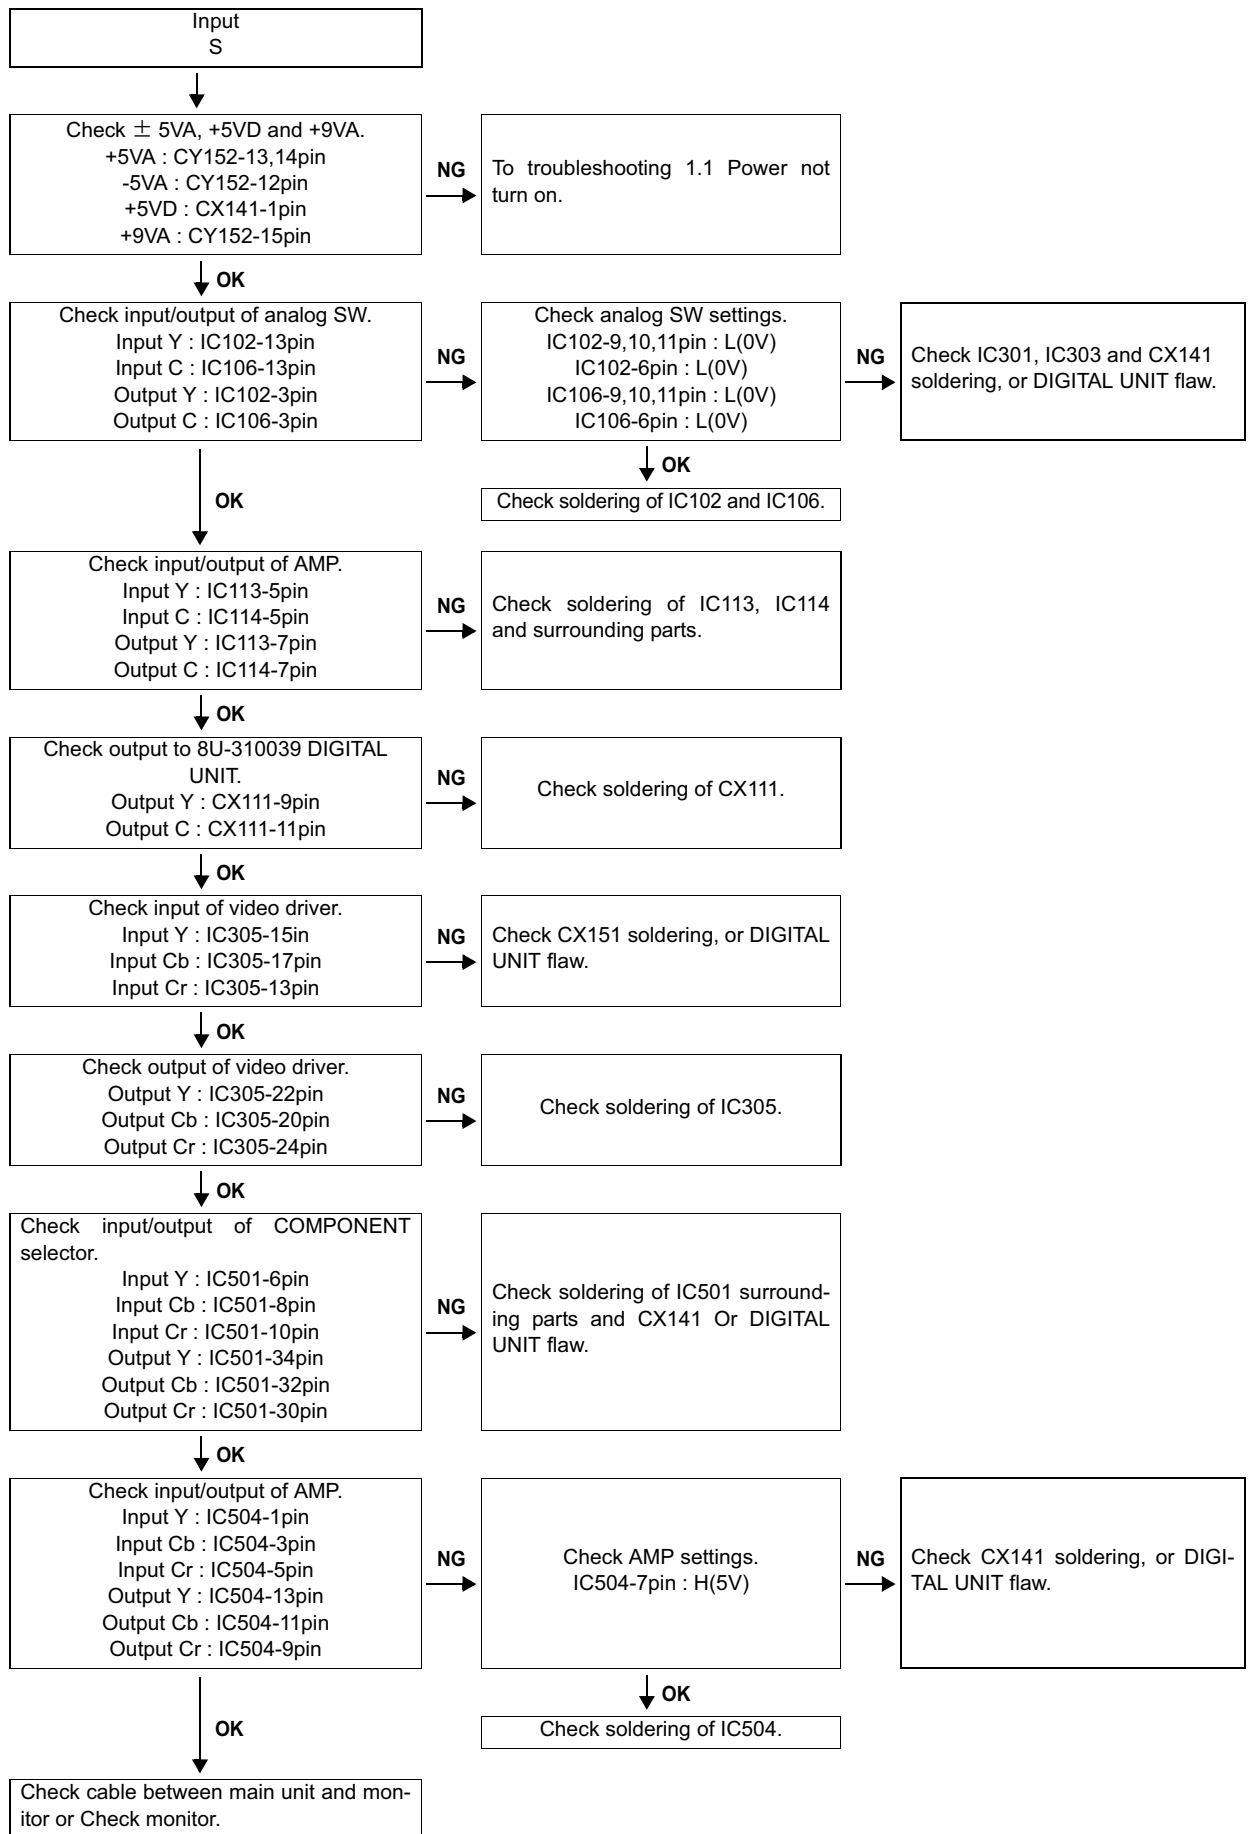 Input
S
Check ± 5VA, +5VD and +9VA.
+5VA : CY152-13,14pin
-5VA : CY152-12pin
+5VD : CX141-1pin
+9VA : CY152-15pin
NG
To troubleshooting 1.1 Power not
turn on.
OK
Check input/output of analog SW.
Input Y : IC102-13pin
Input C : IC106-13pin
Output Y : IC102-3pin
Output C : IC106-3pin
NG
Check analog SW settings.
IC102-9,10,11pin : L(0V)
IC102-6pin : L(0V)
IC106-9,10,11pin : L(0V)
IC106-6pin : L(0V)
NG
Check IC301, IC303 and CX141
soldering, or DIGITAL UNIT flaw.
OK
Check soldering of IC102 and IC106.
OK
Check input/output of AMP.
Input Y : IC113-5pin
Input C : IC114-5pin
Output Y : IC113-7pin
Output C : IC114-7pin
NG
Check soldering of IC113, IC114
and surrounding parts.
OK
Check output to 8U-310039 DIGITAL
UNIT.
Output Y : CX111-9pin
Output C : CX111-11pin
NG
Check soldering of CX111.
OK
Check input of video driver.
Input Y : IC305-15in
Input Cb : IC305-17pin
Input Cr : IC305-13pin
NG
Check CX151 soldering, or DIGITAL
UNIT flaw.
OK
Check output of video driver.
Output Y : IC305-22pin
Output Cb : IC305-20pin
Output Cr : IC305-24pin
NG
Check soldering of IC305.
OK
Check input/output of COMPONENT
selector.
Input Y : IC501-6pin
Input Cb : IC501-8pin
Input Cr : IC501-10pin
Output Y : IC501-34pin
Output Cb : IC501-32pin
Output Cr : IC501-30pin
NG
Check soldering of IC501 surround-
ing parts and CX141 Or DIGITAL
UNIT flaw.
OK
Check input/output of AMP.
Input Y : IC504-1pin
Input Cb : IC504-3pin
Input Cr : IC504-5pin
Output Y : IC504-13pin
Output Cb : IC504-11pin
Output Cr : IC504-9pin
NG
Check AMP settings.
IC504-7pin : H(5V)
NG
Check CX141 soldering, or DIGI-
TAL UNIT flaw.
OK
Check soldering of IC504.
OK
Check cable between main unit and mon-
itor or Check monitor.